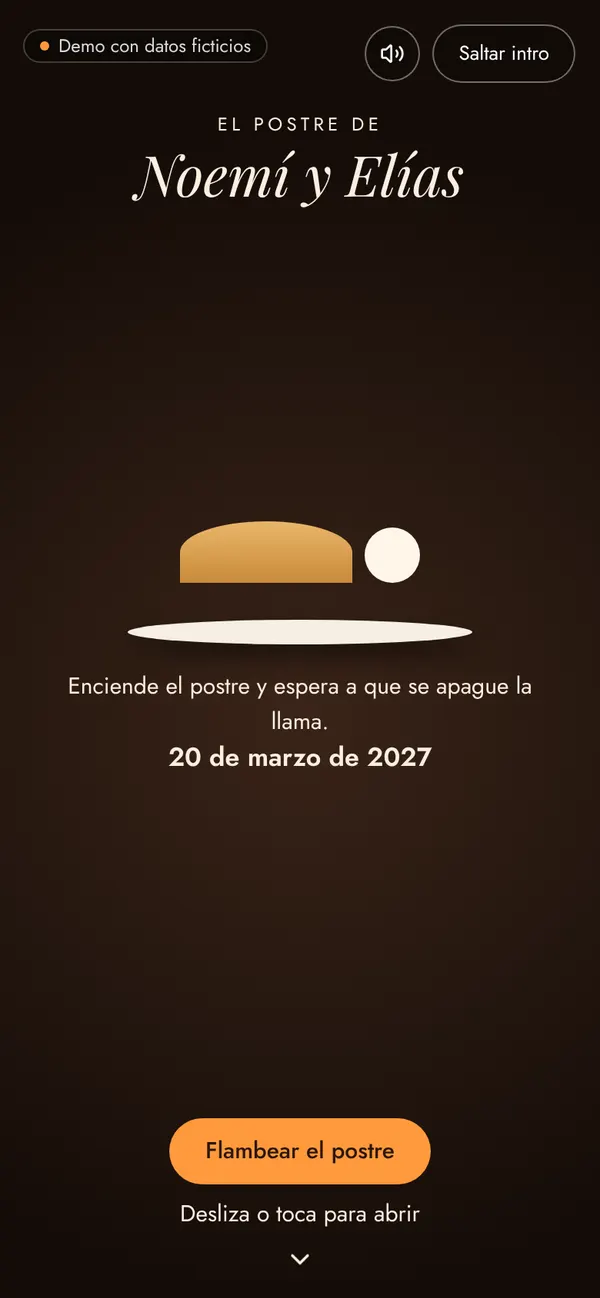 Demo con datos ficticios
Saltar intro
EL POSTRE DE
Noemí y Elías
Enciende el postre y espera a que se apague la
llama.
20 de marzo de 2027
Flambear el postre
Desliza o toca para abrir